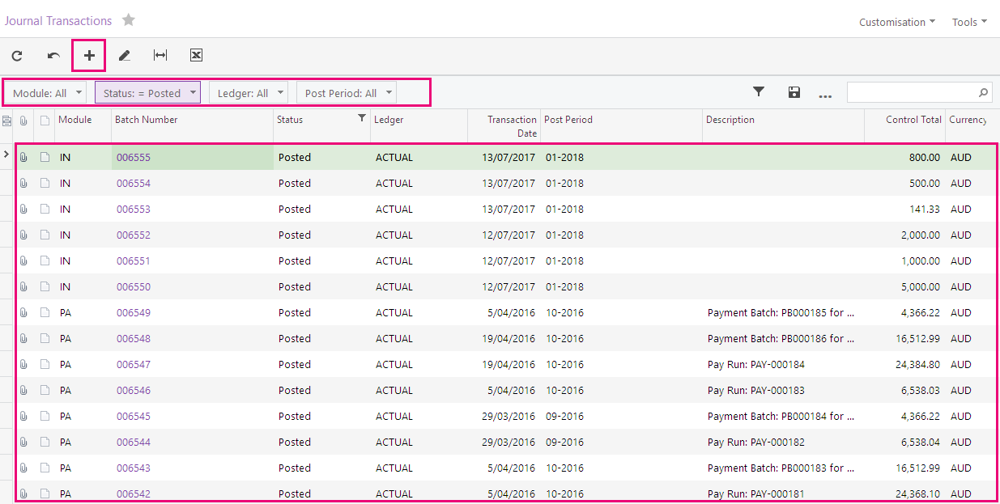 Journal Transactions
Customisation Tools
Module: All Status: = Posted Ledger: All Post Period: All ...
Module Batch Number Status Ledger Transaction Date Post Period Description Control Total Currency
IN 006555 Posted ACTUAL 13/07/2017 01-2018 800.00 AUD
IN 006554 Posted ACTUAL 13/07/2017 01-2018 500.00 AUD
IN 006553 Posted ACTUAL 13/07/2017 01-2018 141.33 AUD
IN 006552 Posted ACTUAL 12/07/2017 01-2018 2,000.00 AUD
IN 006551 Posted ACTUAL 12/07/2017 01-2018 1,000.00 AUD
IN 006550 Posted ACTUAL 12/07/2017 01-2018 5,000.00 AUD
PA 006549 Posted ACTUAL 5/04/2016 10-2016 Payment Batch: PB000185 for ... 4,366.22 AUD
PA 006548 Posted ACTUAL 19/04/2016 10-2016 Payment Batch: PB000186 for ... 16,512.99 AUD
PA 006547 Posted ACTUAL 19/04/2016 10-2016 Pay Run: PAY-000184 24,384.80 AUD
PA 006546 Posted ACTUAL 5/04/2016 10-2016 Pay Run: PAY-000183 6,538.03 AUD
PA 006545 Posted ACTUAL 29/03/2016 09-2016 Payment Batch: PB000184 for ... 4,366.22 AUD
PA 006544 Posted ACTUAL 29/03/2016 09-2016 Pay Run: PAY-000182 6,538.04 AUD
PA 006543 Posted ACTUAL 5/04/2016 10-2016 Payment Batch: PB000183 for ... 16,512.99 AUD
PA 006542 Posted ACTUAL 5/04/2016 10-2016 Pay Run: PAY-000181 24,368.10 AUD